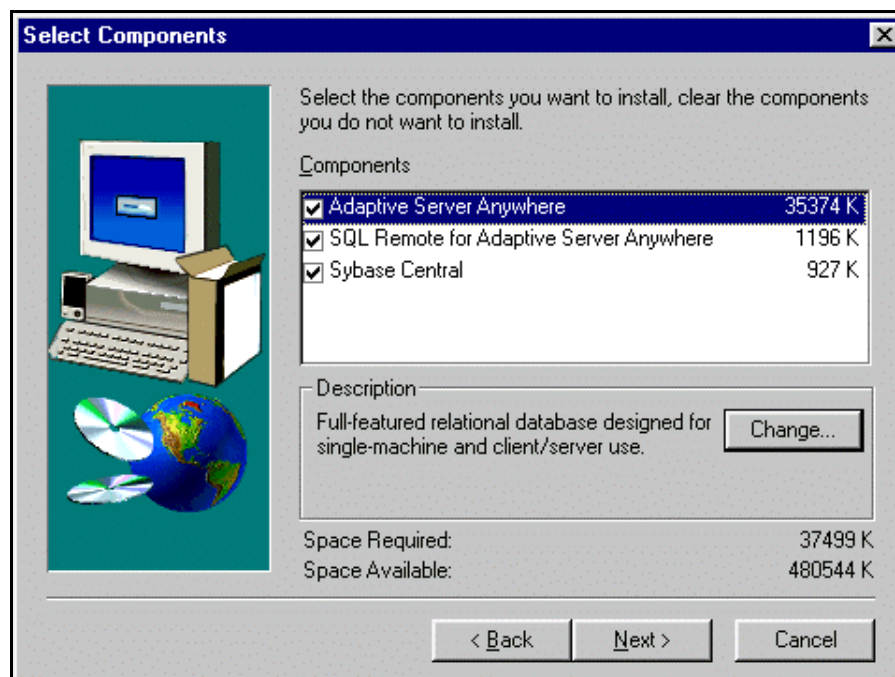 Select Components
Select the components you want to install, clear the components
you do not want to install.
Components
Adaptive Server Anywhere 35374 K
SQL Remote for Adaptive Server Anywhere 1196 K
Sybase Central 927 K
Description
Full-featured relational database designed for
single-machine and client/server use.
Change...
Space Required: 37499 K
Space Available: 480544 K
< Back Next > Cancel